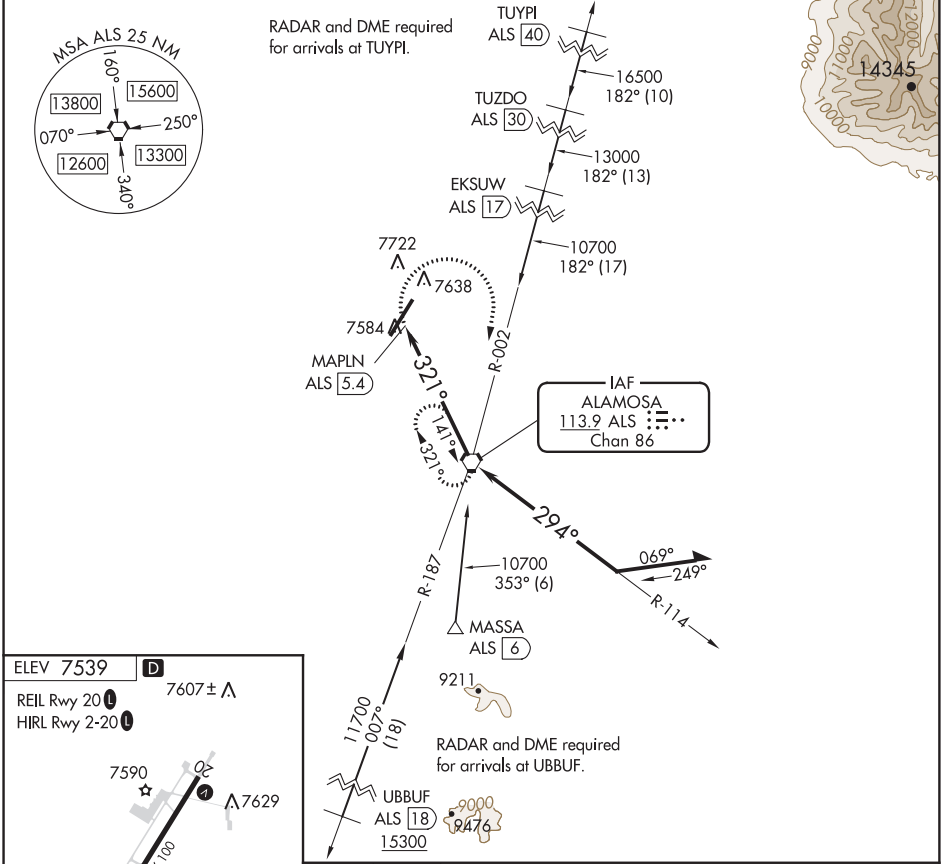 MSA ALS 25 NM
160°
13800
15600
070°
250°
12600
13300
340°
RADAR and DME required
for arrivals at TUYPI.
TUYPI
ALS 40
16500
182° (10)
TUZDO
ALS 30
13000
182° (13)
EKSUW
ALS 17
10700
182° (17)
14345
12000
11000
10000
9000
7722
7638
7584
MAPLN
ALS 5.4
321°
R-002
141°
321°
IAF
ALAMOSA
113.9 ALS
Chan 86
294°
069°
249°
R-114
R-187
10700
353° (6)
MASSA
ALS 6
9211
11700
007°
(18)
RADAR and DME required
for arrivals at UBBUF.
UBBUF
ALS 18
15300
9000
9476
ELEV 7539 D
REIL Rwy 20 L
HIRL Rwy 2-20 L
7607±
7590
20
V
7629